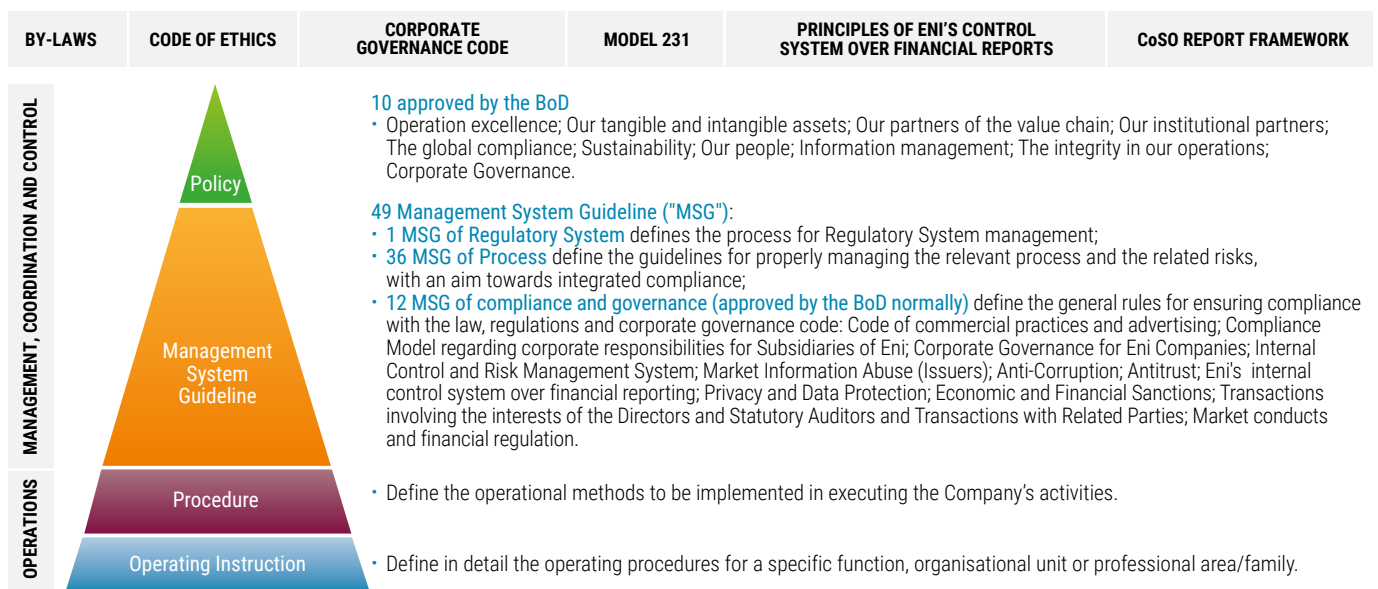 BY-LAWS
CODE OF ETHICS
CORPORATE
GOVERNANCE CODE
MODEL 231
PRINCIPLES OF ENI'S CONTROL
SYSTEM OVER FINANCIAL REPORTS
CoSO REPORT FRAMEWORK
MANAGEMENT, COORDINATION AND CONTROL
Policy
10 approved by the BoD
• Operation excellence; Our tangible and intangible assets; Our partners of the value chain; Our institutional partners;
The global compliance; Sustainability; Our people; Information management; The integrity in our operations;
Corporate Governance.
Management
System
Guideline
49 Management System Guideline ("MSG"):
• 1 MSG of Regulatory System defines the process for Regulatory System management;
• 36 MSG of Process define the guidelines for properly managing the relevant process and the related risks,
with an aim towards integrated compliance;
• 12 MSG of compliance and governance (approved by the BoD normally) define the general rules for ensuring compliance
with the law, regulations and corporate governance code: Code of commercial practices and advertising; Compliance
Model regarding corporate responsibilities for Subsidiaries of Eni; Corporate Governance for Eni Companies; Internal
Control and Risk Management System; Market Information Abuse (Issuers); Anti-Corruption; Antitrust; Eni's internal
control system over financial reporting; Privacy and Data Protection; Economic and Financial Sanctions; Transactions
involving the interests of the Directors and Statutory Auditors and Transactions with Related Parties; Market conducts
and financial regulation.
OPERATIONS
Procedure
• Define the operational methods to be implemented in executing the Company's activities.
Operating Instruction
• Define in detail the operating procedures for a specific function, organisational unit or professional area/family.